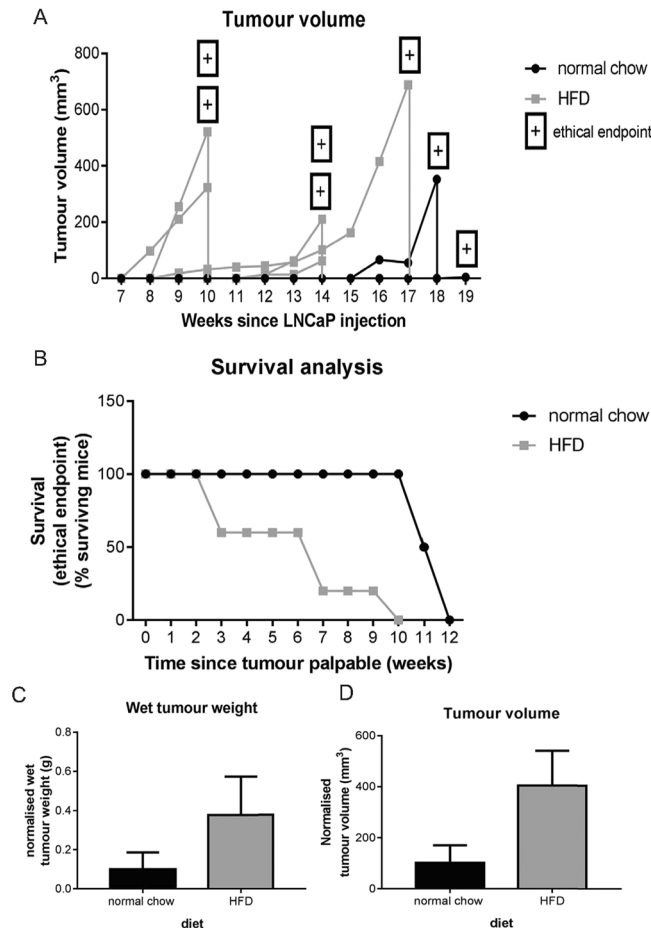 A
Tumour volume
Tumour volume (mm³)
800
600
400
200
0
7 8 9 10 11 12 13 14 15 16 17 18 19
Weeks since LNCaP injection
+
+
+
+
+
+
+
normal chow
HFD
+ ethical endpoint
B
Survival analysis
Survival
(ethical endpoint)
(% survivng mice)
150
100
50
0
0 1 2 3 4 5 6 7 8 9 10 11 12
Time since tumour palpable (weeks)
normal chow
HFD
C
Wet tumour weight
normalised wet
tumour weight (g)
0.8
0.6
0.4
0.2
0.0
normal chow HFD
diet
D
Tumour volume
Normalised
tumour volume (mm³)
600
400
200
0
normal chow HFD
diet